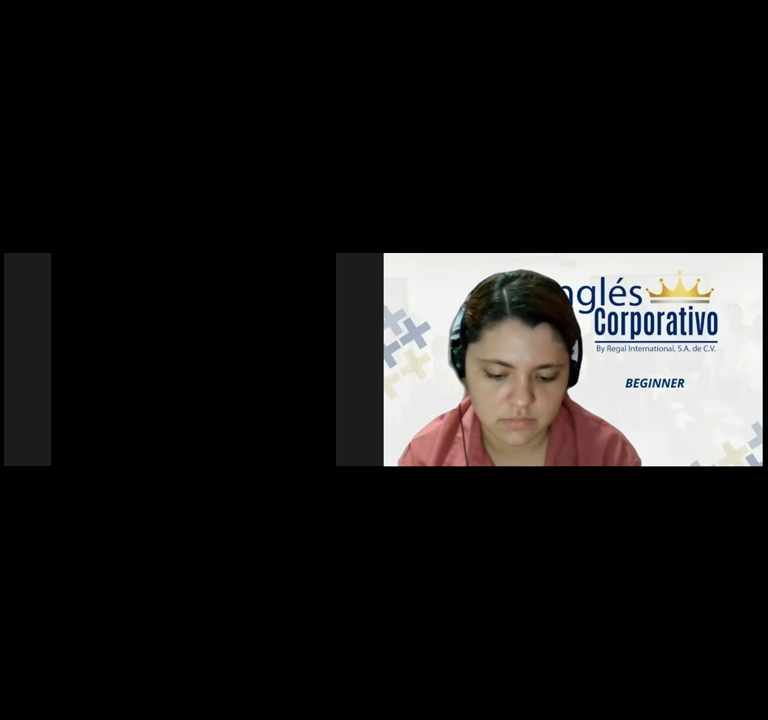 nglés
Corporativo
By Regal International, S.A. de C.V.
BEGINNER